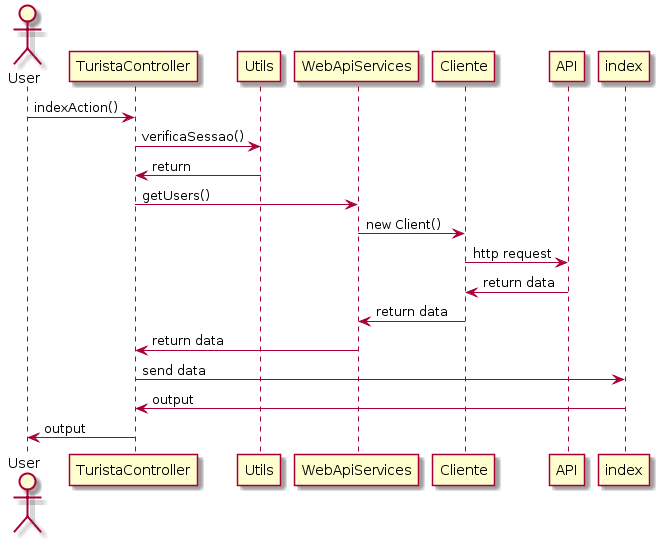 User
TuristaController
Utils
WebApiServices
Cliente
API
index
indexAction()
verificaSessao()
return
getUsers()
new Client()
http request
return data
return data
return data
send data
output
output
User
TuristaController
Utils
WebApiServices
Cliente
API
index